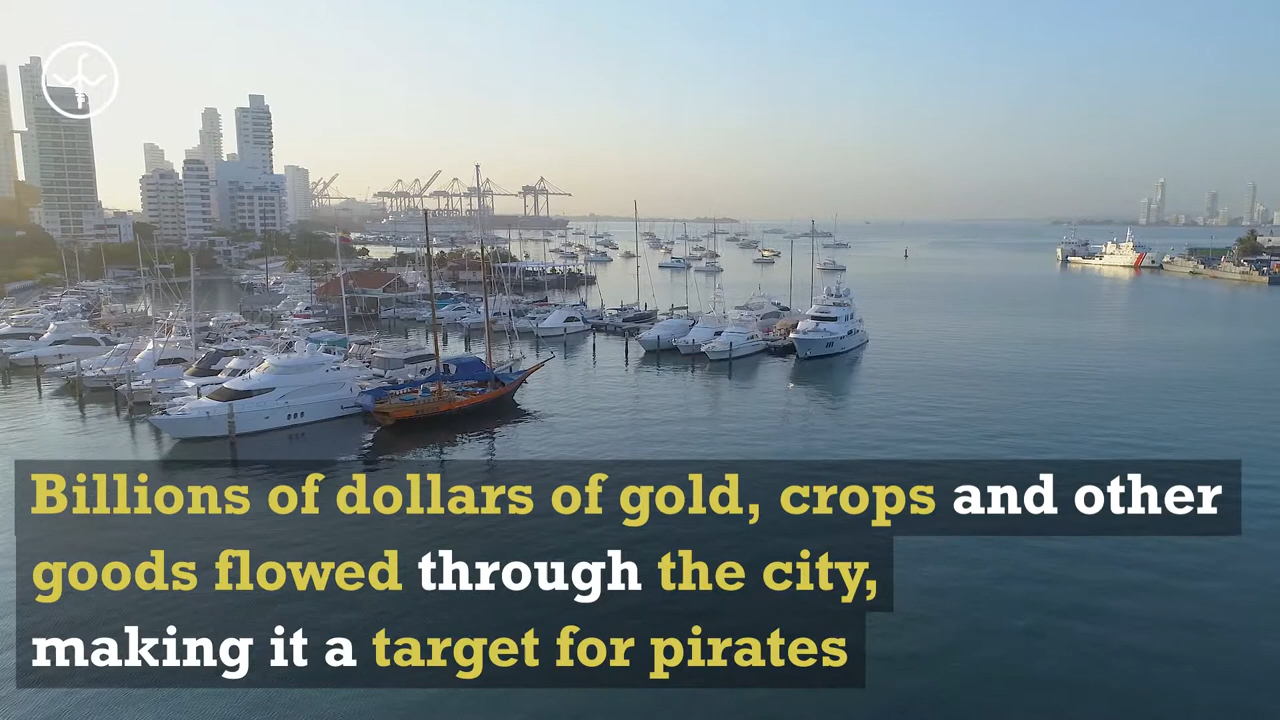 Billions of dollars of gold, crops and other
goods flowed through the city,
making it a target for pirates